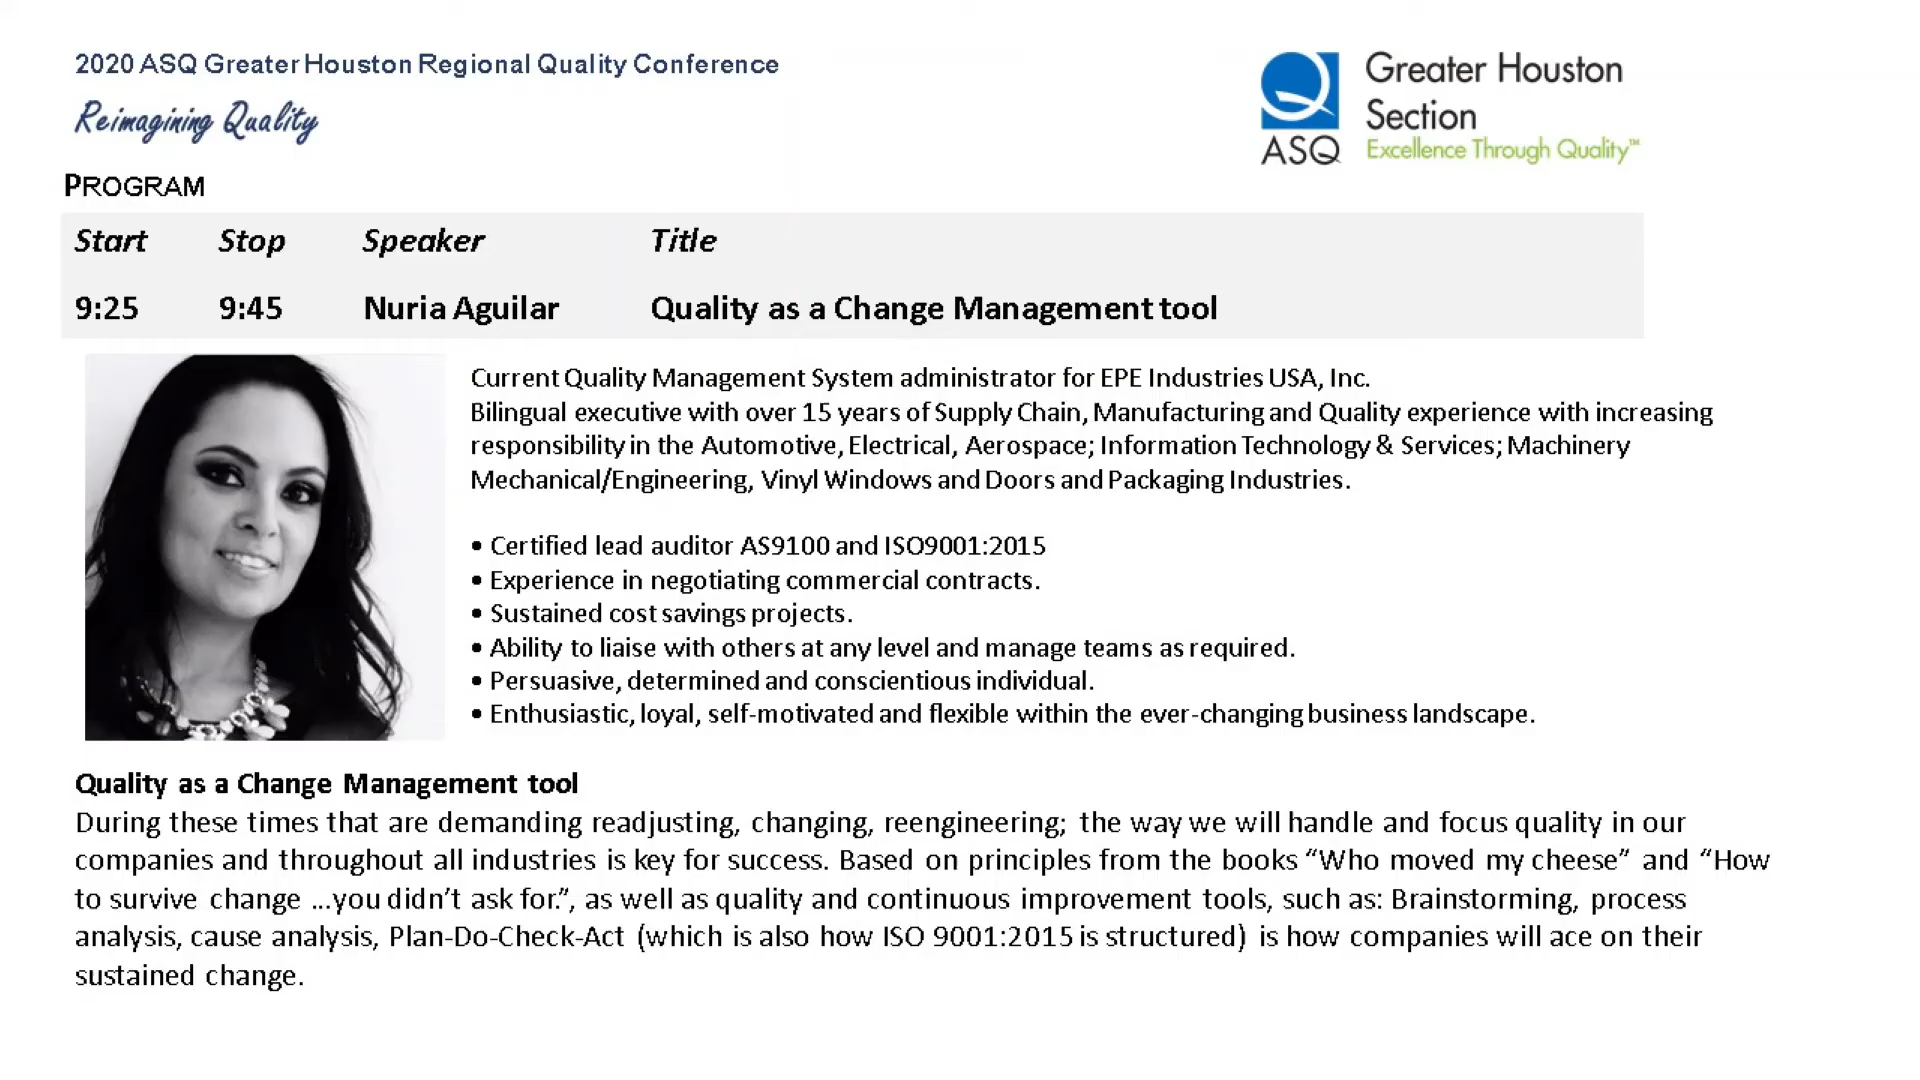 2020 ASQ Greater Houston Regional Quality Conference
Reimagining Quality
ASQ
Greater Houston
Section
Excellence Through Quality™
PROGRAM
Start Stop Speaker Title
9:25 9:45 Nuria Aguilar Quality as a Change Management tool
Current Quality Management System administrator for EPE Industries USA, Inc.
Bilingual executive with over 15 years of Supply Chain, Manufacturing and Quality experience with increasing
responsibility in the Automotive, Electrical, Aerospace; Information Technology & Services; Machinery
Mechanical/Engineering, Vinyl Windows and Doors and Packaging Industries.
• Certified lead auditor AS9100 and ISO9001:2015
• Experience in negotiating commercial contracts.
• Sustained cost savings projects.
• Ability to liaise with others at any level and manage teams as required.
• Persuasive, determined and conscientious individual.
• Enthusiastic, loyal, self-motivated and flexible within the ever-changing business landscape.
Quality as a Change Management tool
During these times that are demanding readjusting, changing, reengineering; the way we will handle and focus quality in our
companies and throughout all industries is key for success. Based on principles from the books “Who moved my cheese” and “How
to survive change ...you didn’t ask for.”, as well as quality and continuous improvement tools, such as: Brainstorming, process
analysis, cause analysis, Plan-Do-Check-Act (which is also how ISO 9001:2015 is structured) is how companies will ace on their
sustained change.